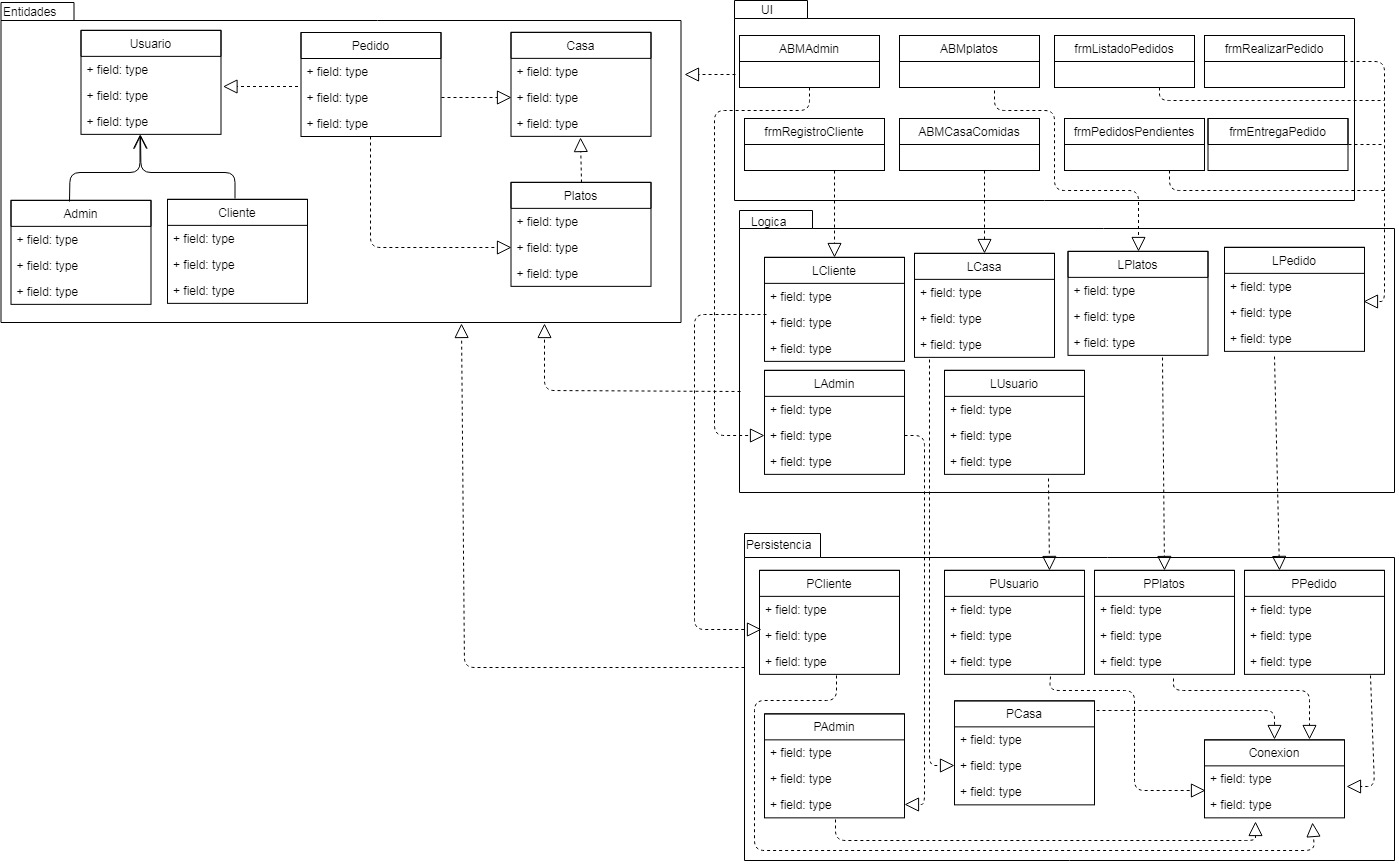 Entidades
Usuario
+ field: type
+ field: type
+ field: type
Pedido
+ field: type
+ field: type
+ field: type
Casa
+ field: type
+ field: type
+ field: type
Admin
+ field: type
+ field: type
+ field: type
Cliente
+ field: type
+ field: type
+ field: type
Platos
+ field: type
+ field: type
+ field: type
UI
ABMAdmin
ABMplatos
frmListadoPedidos
frmRealizarPedido
frmRegistroCliente
ABMCasaComidas
frmPedidosPendientes
frmEntregaPedido
Logica
LCliente
+ field: type
+ field: type
+ field: type
LCasa
+ field: type
+ field: type
+ field: type
LPlatos
+ field: type
+ field: type
+ field: type
LPedido
+ field: type
+ field: type
+ field: type
LAdmin
+ field: type
+ field: type
+ field: type
LUsuario
+ field: type
+ field: type
+ field: type
Persistencia
PCliente
+ field: type
+ field: type
+ field: type
PUsuario
+ field: type
+ field: type
+ field: type
PPlatos
+ field: type
+ field: type
+ field: type
PPedido
+ field: type
+ field: type
+ field: type
PAdmin
+ field: type
+ field: type
+ field: type
PCasa
+ field: type
+ field: type
+ field: type
Conexion
+ field: type
+ field: type